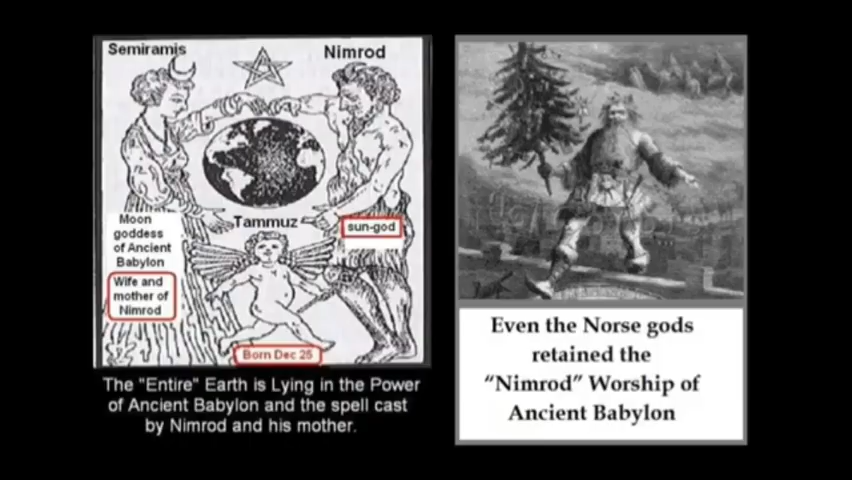 Semiramis
Nimrod
Tammuz
sun-god
Moon
goddess
of Ancient
Babylon
Wife and
mother of
Nimrod
Born Dec 25
The "Entire" Earth is Lying in the Power
of Ancient Babylon and the spell cast
by Nimrod and his mother.
Even the Norse gods
retained the
“Nimrod” Worship of
Ancient Babylon